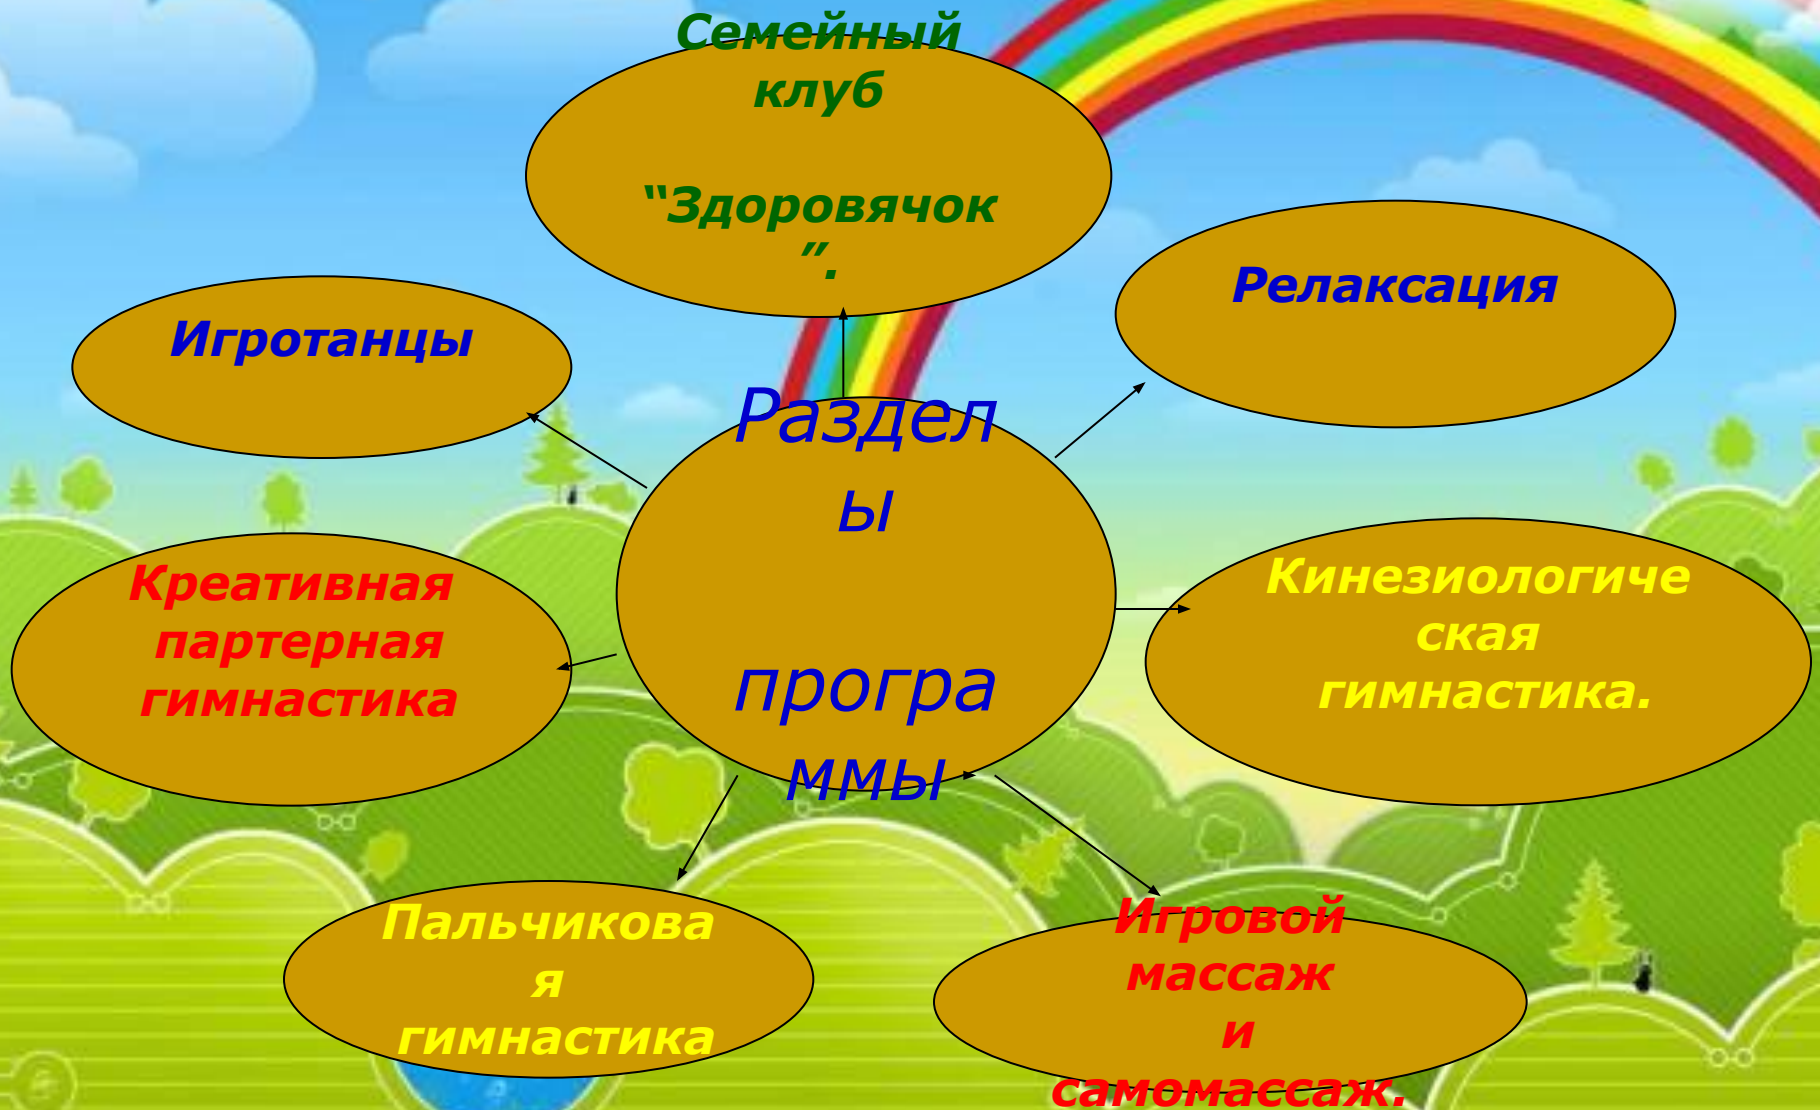 Семейный
клуб
“Здоровячок
”.
Релаксация
Игротанцы
Раздел
ы
програ
ммы
Кинезиологиче
ская
гимнастика.
Креативная
партерная
гимнастика
Пальчикова
я
гимнастика
Игровой
массаж
и
самомассаж.